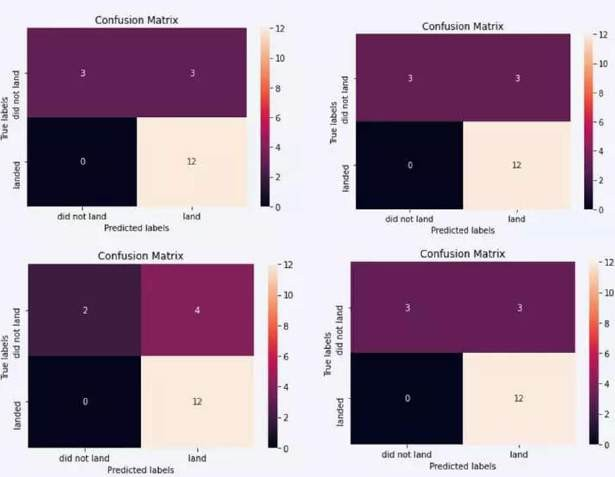 Confusion Matrix
True labels
did not land
landed
3 3
0 12
did not land land
Predicted labels
12
10
8
6
4
2
0
Confusion Matrix
True labels
did not land
landed
3 3
0 12
did not land land
Predicted labels
12
10
8
6
4
2
0
Confusion Matrix
True labels
did not land
landed
2 4
0 12
did not land land
Predicted labels
12
10
8
6
4
2
0
Confusion Matrix
True labels
did not land
landed
3 3
0 12
did not land land
Predicted labels
12
10
8
6
4
2
0